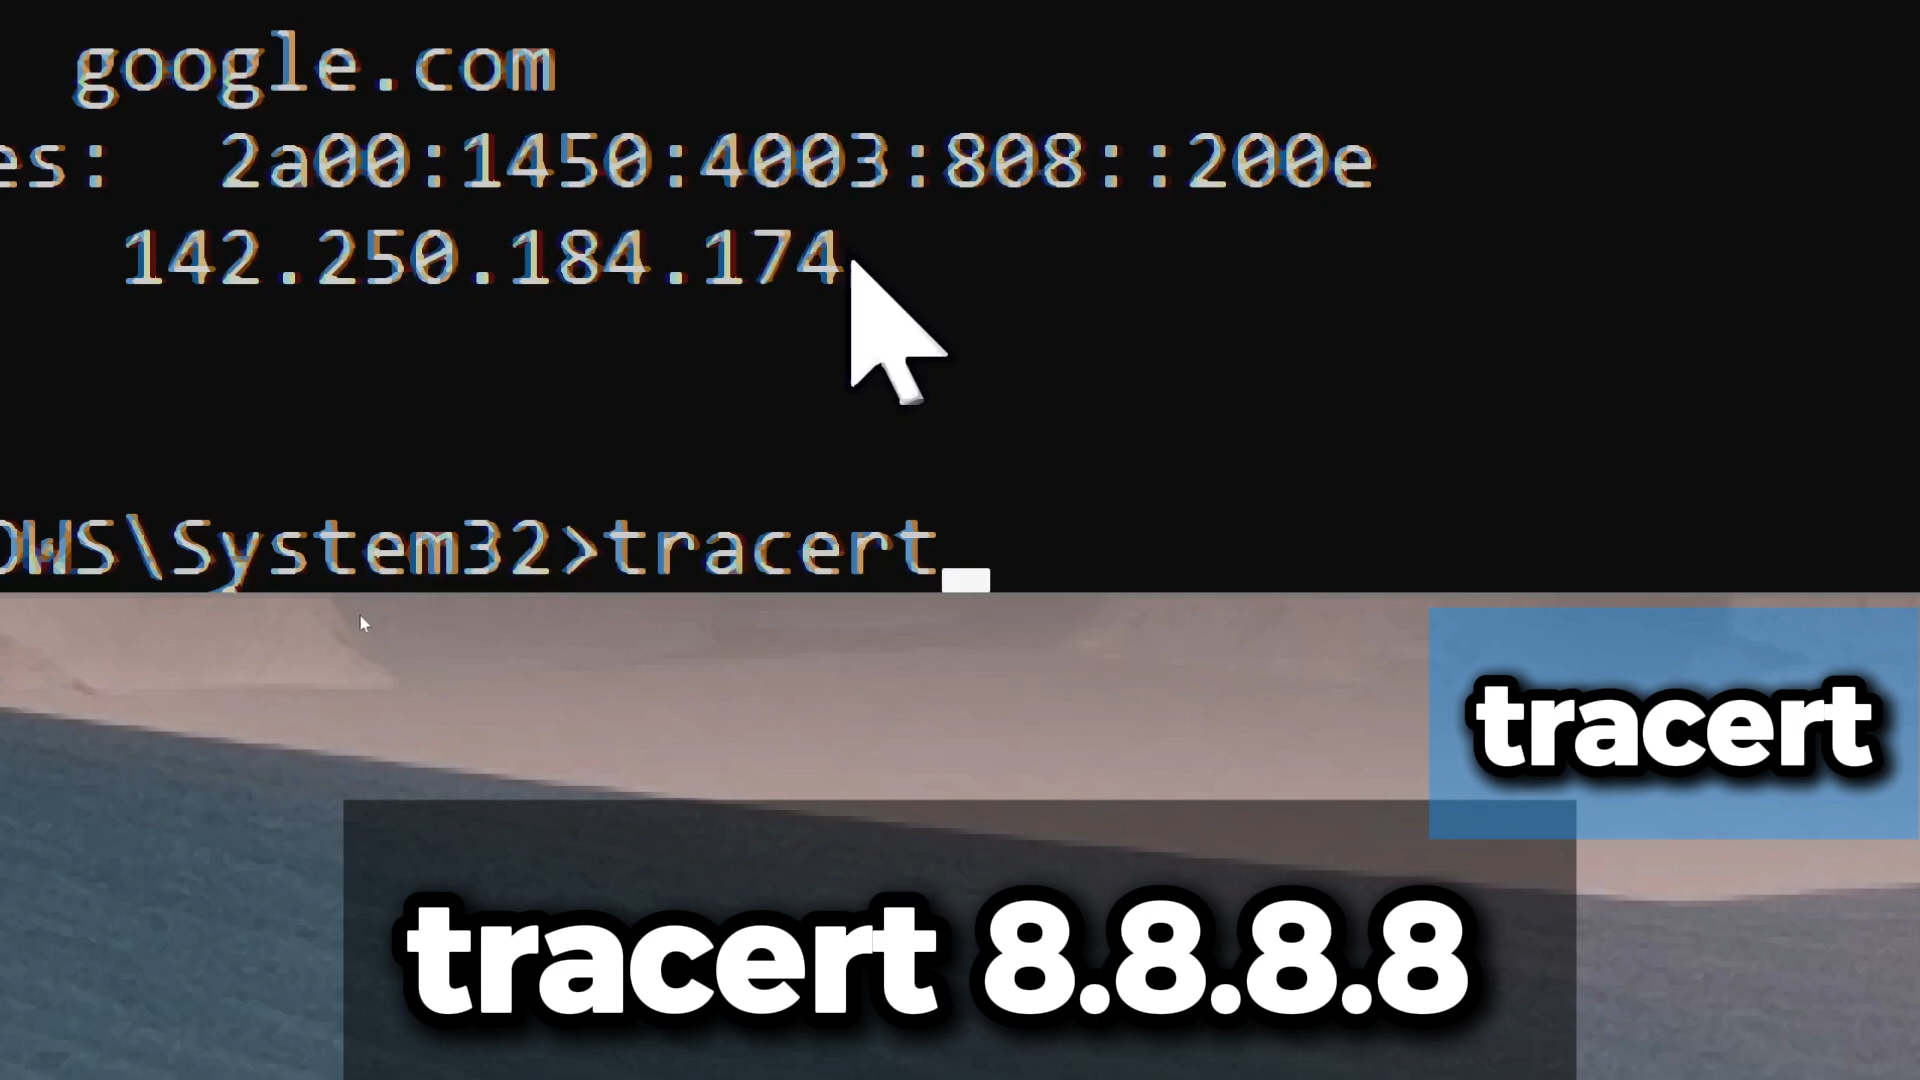 google.com
es: 2a00:1450:4003:808::200e
142.250.184.174
OWS\System32>tracert
tracert
tracert 8.8.8.8